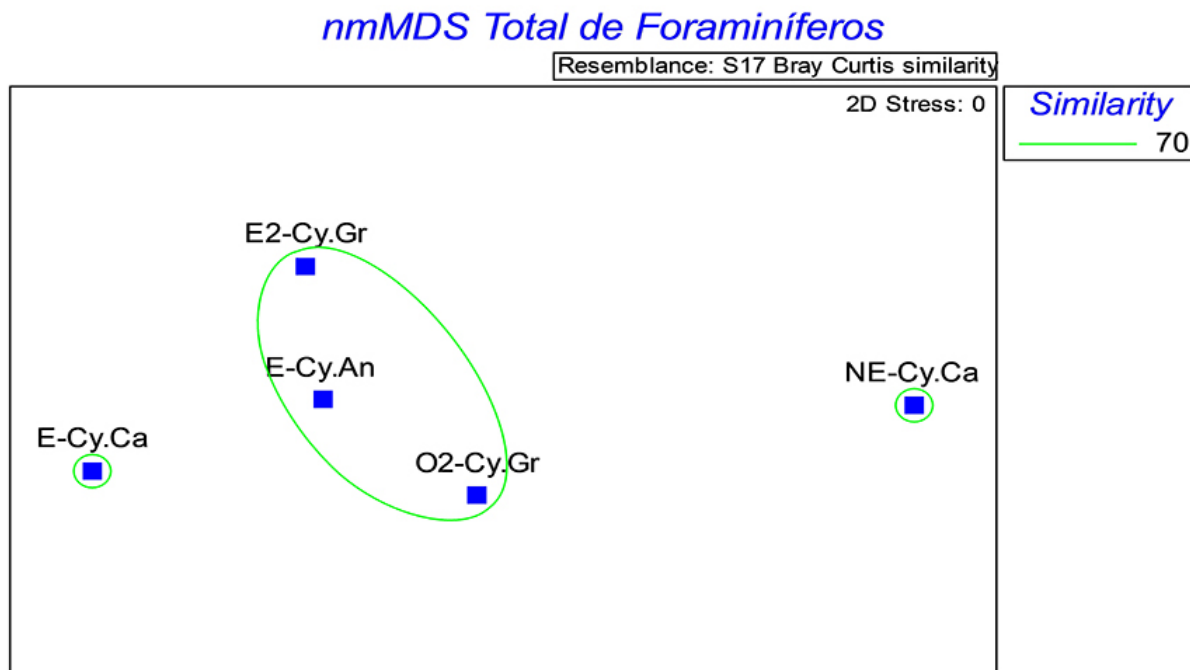 nmMDS Total de Foraminíferos
Resemblance: S17 Bray Curtis similarity
2D Stress: 0
Similarity
70
E2-Cy.Gr
E-Cy.An
NE-Cy.Ca
E-Cy.Ca
O2-Cy.Gr